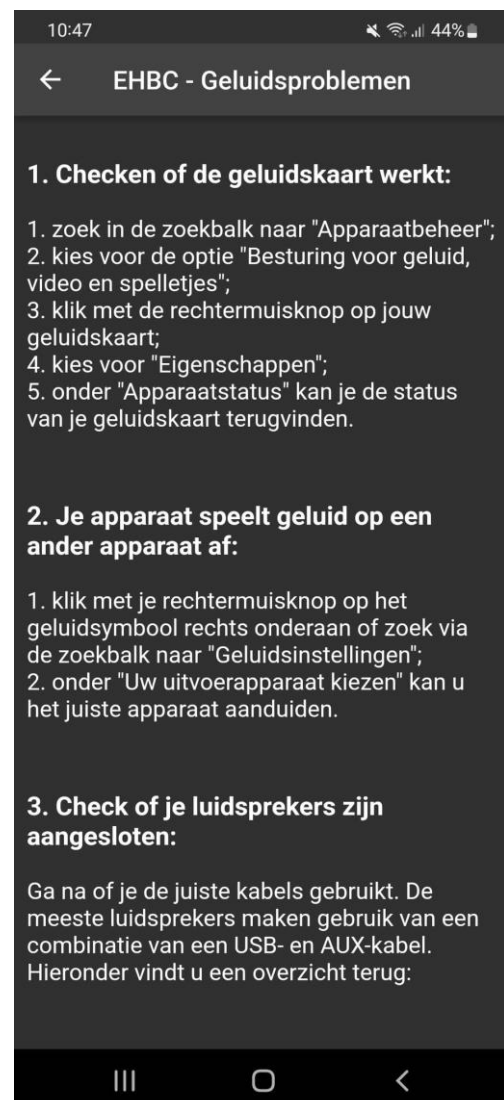 10:47
44%
EHBC - Geluidsproblemen
1. Checken of de geluidskaart werkt:
1. zoek in de zoekbalk naar "Apparaatbeheer";
2. kies voor de optie "Besturing voor geluid,
video en spelletjes";
3. klik met de rechtermuisknop op jouw
geluidskaart;
4. kies voor "Eigenschappen";
5. onder "Apparaatstatus" kan je de status
van je geluidskaart terugvinden.
2. Je apparaat speelt geluid op een
ander apparaat af:
1. klik met je rechtermuisknop op het
geluidsymbool rechts onderaan of zoek via
de zoekbalk naar "Geluidsinstellingen";
2. onder "Uw uitvoerapparaat kiezen" kan u
het juiste apparaat aanduiden.
3. Check of je luidsprekers zijn
aangesloten:
Ga na of je de juiste kabels gebruikt. De
meeste luidsprekers maken gebruik van een
combinatie van een USB- en AUX-kabel.
Hieronder vindt u een overzicht terug: